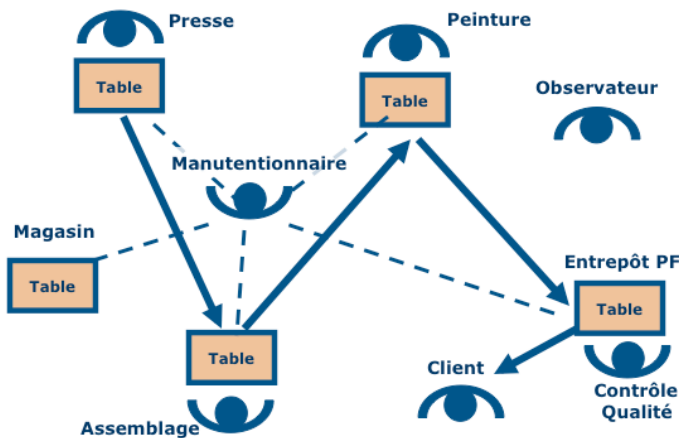 Presse
Peinture
Table
Table
Observateur
Manutentionnaire
Magasin
Entrepôt PF
Table
Table
Table
Client
Contrôle
Qualité
Assemblage